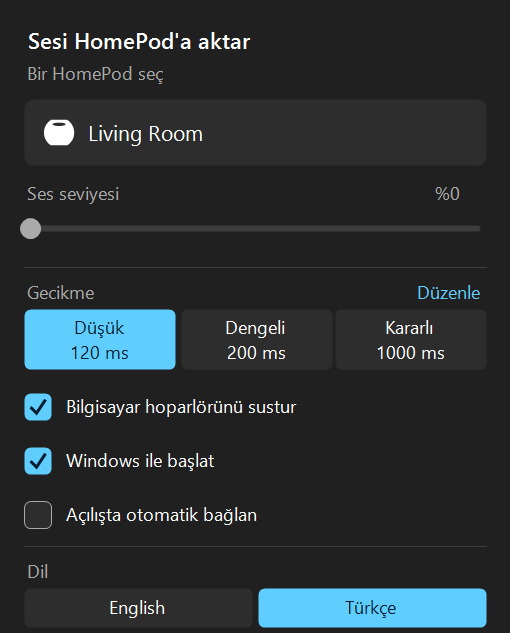 Sesi HomePod'a aktar
Bir HomePod seç
Living Room
Ses seviyesi %0
Gecikme Düzenle
Düşük Dengeli Kararlı
120 ms 200 ms 1000 ms
Bilgisayar hoparlörünü sustur
Windows ile başlat
Açılışta otomatik bağlan
Dil
English Türkçe